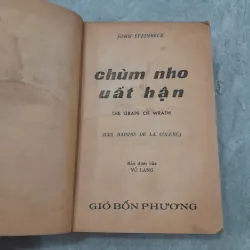 JOHN STEINBECK
chùm nho
uất hận
THE GRAPE OF WRATH
(LES RAISINS DE LA COLÈRE)
Bản dịch của
VÕ LANG
GIÓ BỐN PHƯƠNG